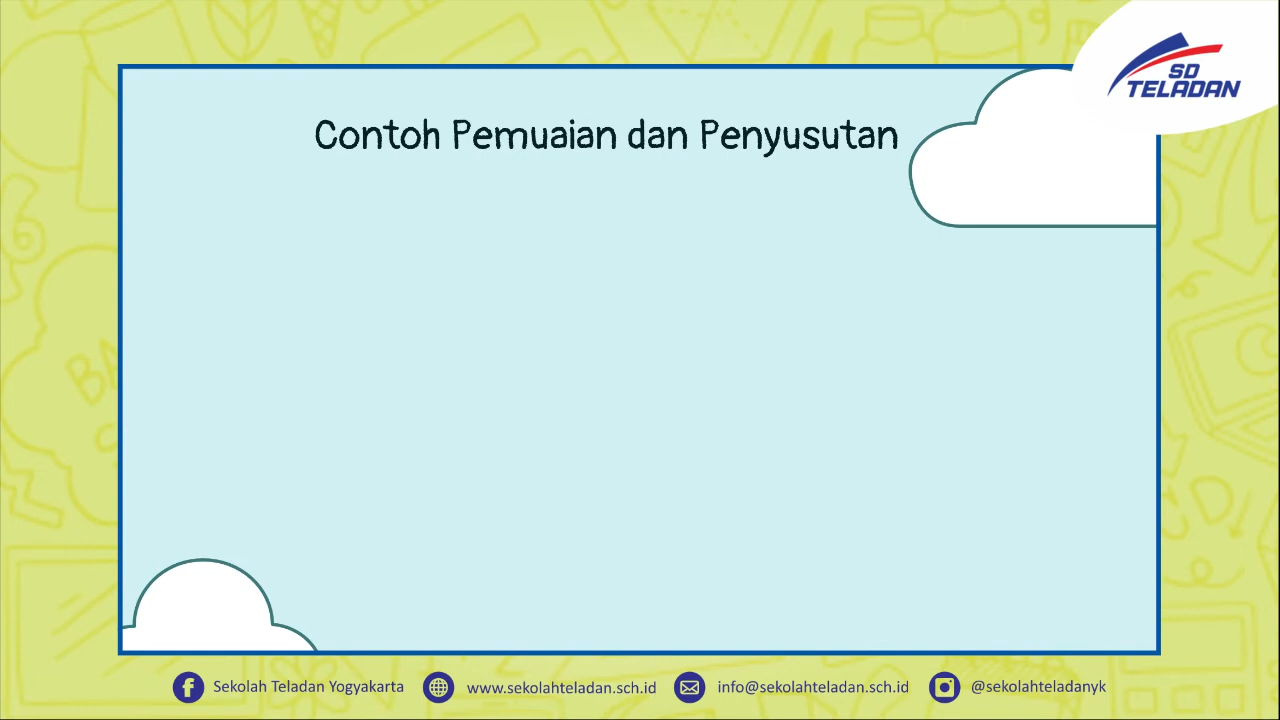 SD
TELADAN
Contoh Pemuaian dan Penyusutan
Sekolah Teladan Yogyakarta
www.sekolahteladan.sch.id
info@sekolahteladan.sch.id
@sekolahteladanyk